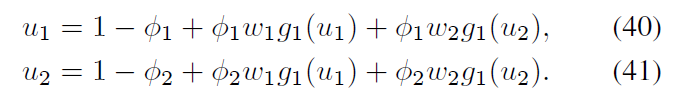 u₁ = 1 − ϕ₁ + ϕ₁w₁g₁(u₁) + ϕ₁w₂g₁(u₂), (40)
u₂ = 1 − ϕ₂ + ϕ₂w₁g₁(u₁) + ϕ₂w₂g₁(u₂). (41)